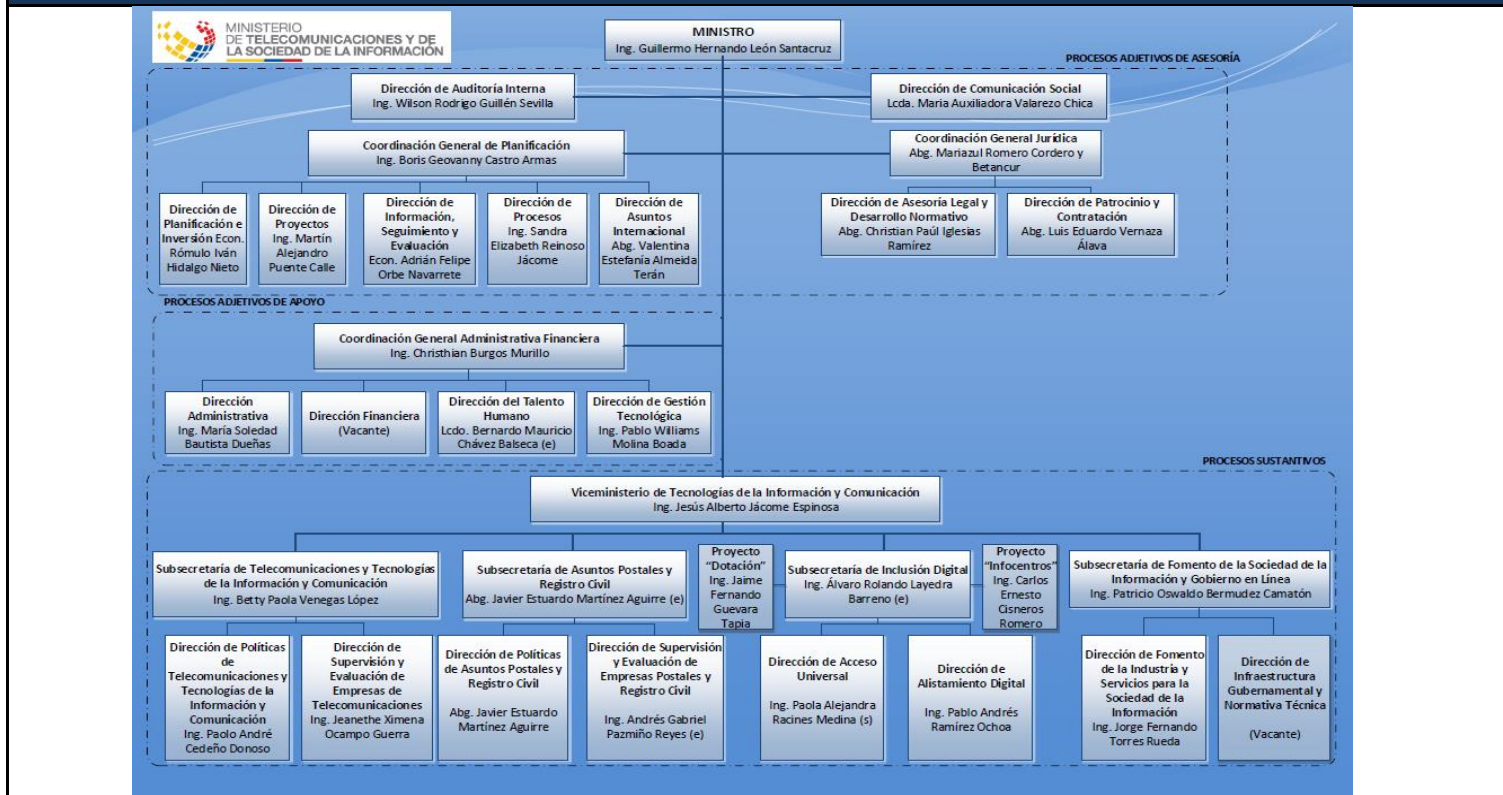 MINISTERIO
DE TELECOMUNICACIONES Y DE
LA SOCIEDAD DE LA INFORMACIÓN
MINISTRO
Ing. Guillermo Hernando León Santacruz
PROCESOS ADJETIVOS DE ASESORÍA
Dirección de Auditoría Interna
Ing. Wilson Rodrigo Guillén Sevilla
Dirección de Comunicación Social
Lcda. Maria Auxiliadora Valarezo Chica
Coordinación General de Planificación
Ing. Boris Geovanny Castro Armas
Coordinación General Jurídica
Abg. Mariazul Romero Cordero y
Betancur
Dirección de
Planificación e
Inversión Econ.
Rómulo Iván
Hidalgo Nieto
Dirección de
Proyectos
Ing. Martín
Alejandro
Puente Calle
Dirección de
Información,
Seguimiento y
Evaluación
Econ. Adrián Felipe
Orbe Navarrete
Dirección de
Procesos
Ing. Sandra
Elizabeth Reinoso
Jácome
Dirección de
Asuntos
Internacional
Abg. Valentina
Estefanía Almeida
Terán
Dirección de Asesoría Legal y
Desarrollo Normativo
Abg. Christian Paúl Iglesias
Ramírez
Dirección de Patrocinio y
Contratación
Abg. Luis Eduardo Vernaza
Álava
PROCESOS ADJETIVOS DE APOYO
Coordinación General Administrativa Financiera
Ing. Christhian Burgos Murillo
Dirección
Administrativa
Ing. María Soledad
Bautista Dueñas
Dirección Financiera
(Vacante)
Dirección del Talento
Humano
Lcdo. Bernardo Mauricio
Chávez Balseca (e)
Dirección de Gestión
Tecnológica
Ing. Pablo Williams
Molina Boada
PROCESOS SUSTANTIVOS
Viceministerio de Tecnologías de la Información y Comunicación
Ing. Jesús Alberto Jácome Espinosa
Subsecretaría de Telecomunicaciones y Tecnologías
de la Información y Comunicación
Ing. Betty Paola Venegas López
Subsecretaría de Asuntos Postales y
Registro Civil
Abg. Javier Estuardo Martínez Aguirre (e)
Proyecto
“Dotación”
Ing. Jaime
Fernando
Guevara
Tapia
Subsecretaría de Inclusión Digital
Ing. Álvaro Rolando Layedra
Barreno (e)
Proyecto
“Infocentros”
Ing. Carlos
Ernesto
Cisneros
Romero
Subsecretaría de Fomento de la Sociedad de la
Información y Gobierno en Línea
Ing. Patricio Oswaldo Bermudez Camatón
Dirección de Políticas
de
Telecomunicaciones y
Tecnologías de la
Información y
Comunicación
Ing. Paolo André
Cedeño Donoso
Dirección de
Supervisión y
Evaluación de
Empresas de
Telecomunicaciones
Ing. Jeanethe Ximena
Ocampo Guerra
Dirección de Políticas
de Asuntos Postales y
Registro Civil
Abg. Javier Estuardo
Martínez Aguirre
Dirección de Supervisión
y Evaluación de
Empresas Postales y
Registro Civil
Ing. Andrés Gabriel
Pazmiño Reyes (e)
Dirección de Acceso
Universal
Ing. Paola Alejandra
Racines Medina (s)
Dirección de
Alistamiento Digital
Ing. Pablo Andrés
Ramírez Ochoa
Dirección de Fomento
de la Industria y
Servicios para la
Sociedad de la
Información
Ing. Jorge Fernando
Torres Rueda
Dirección de
Infraestructura
Gubernamental y
Normativa Técnica
(Vacante)